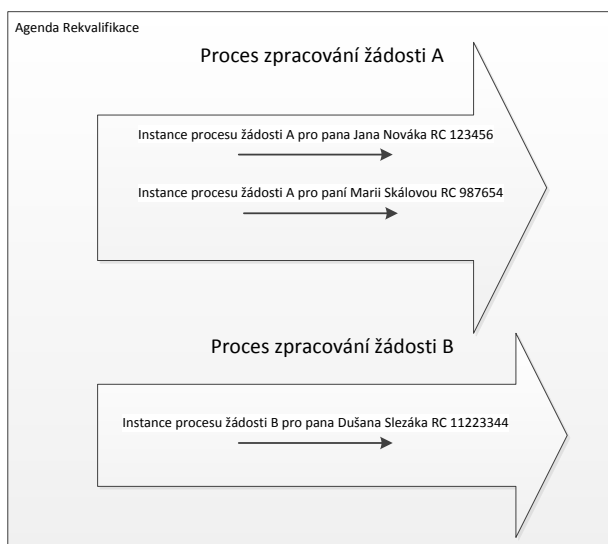 Agenda Rekvalifikace
Proces zpracování žádosti A
Instance procesu žádosti A pro pana Jana Nováka RC 123456
Instance procesu žádosti A pro paní Marii Skálovou RC 987654
Proces zpracování žádosti B
Instance procesu žádosti B pro pana Dušana Slezáka RC 11223344